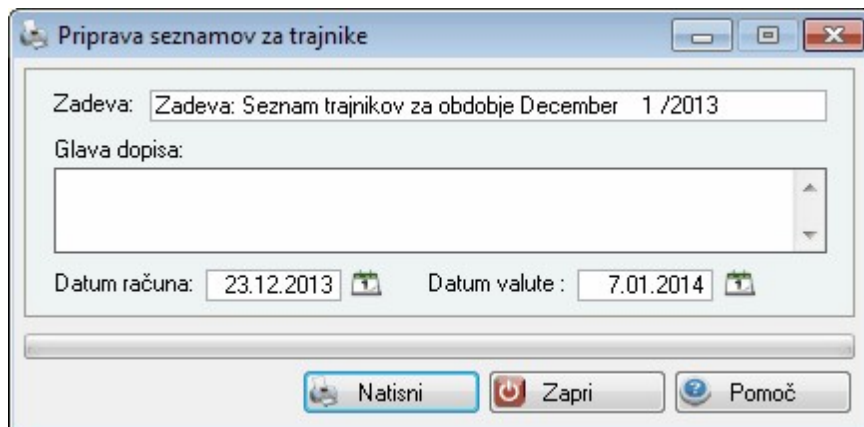 Priprava seznamov za trajnike
Zadeva: Zadeva: Seznam trajnikov za obdobje December 1 /2013
Glava dopisa:
Datum računa: 23.12.2013 Datum valute : 7.01.2014
Natisni Zapri Pomoč